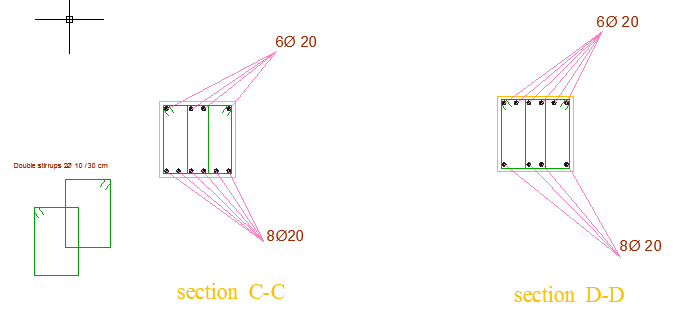 6Ø 20
6Ø 20
Double stirrups 2Ø 10 / 30 cm
8Ø20
8Ø 20
section C-C
section D-D